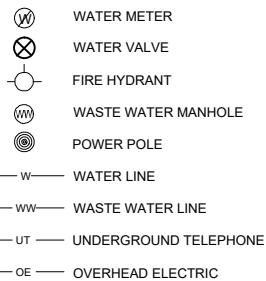 W WATER METER
WATER VALVE
FIRE HYDRANT
WW WASTE WATER MANHOLE
POWER POLE
W WATER LINE
WW WASTE WATER LINE
UT UNDERGROUND TELEPHONE
OE OVERHEAD ELECTRIC